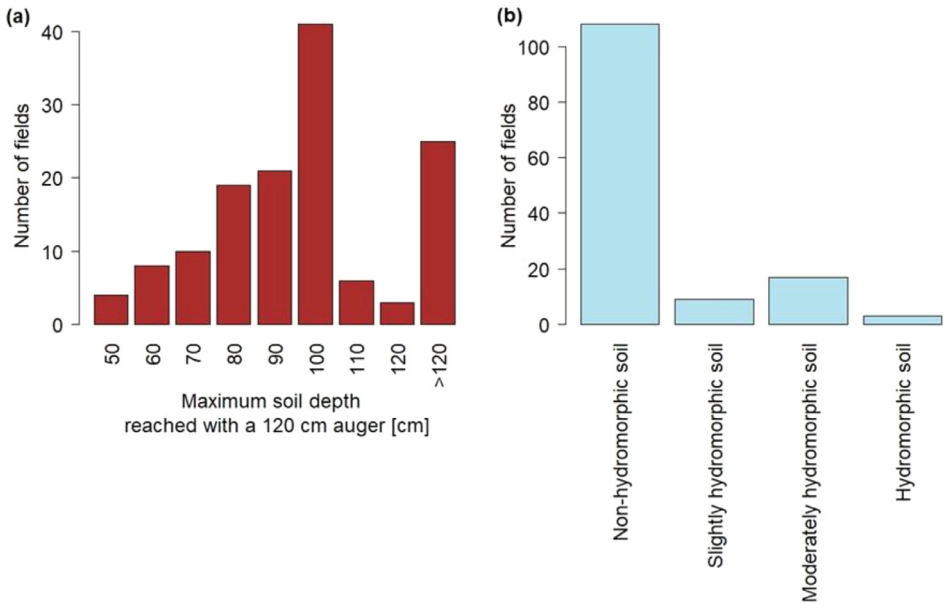 (a)
Number of fields
40
30
20
10
0
50
60
70
80
90
100
110
120
>120
Maximum soil depth
reached with a 120 cm auger [cm]
(b)
Number of fields
100
80
60
40
20
0
Non-hydromorphic soil
Slightly hydromorphic soil
Moderately hydromorphic soil
Hydromorphic soil